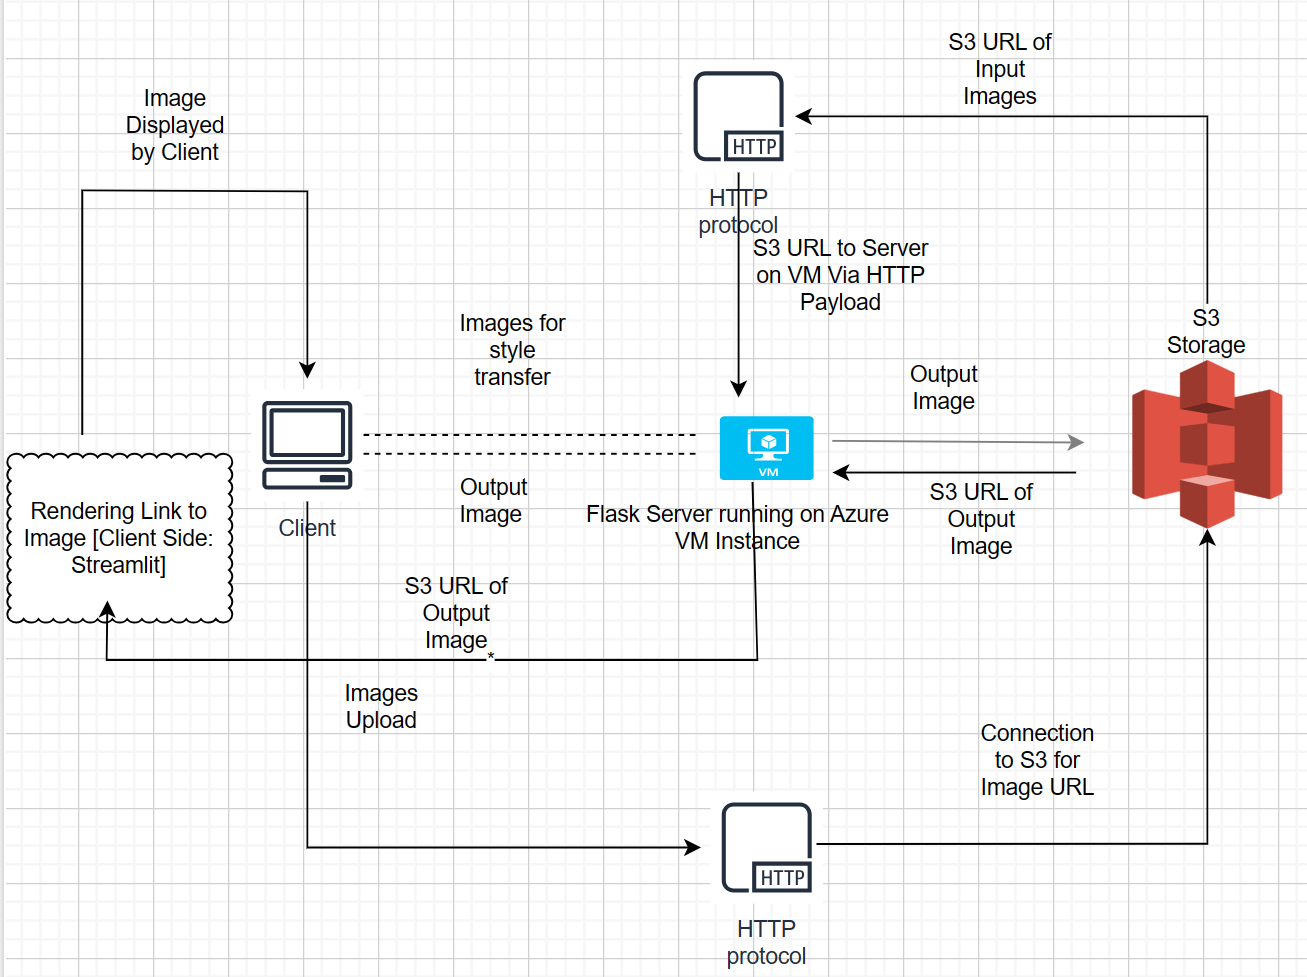 S3 URL of
Input
Images
Image
Displayed
by Client
HTTP
HTTP
protocol
S3 URL to Server
on VM Via HTTP
Payload
S3
Storage
Images for
style
transfer
Output
Image
VM
Output
Image
S3 URL of
Output
Image
Flask Server running on Azure
VM Instance
Client
Rendering Link to
Image [Client Side:
Streamlit]
S3 URL of
Output
Image
*
Images
Upload
Connection
to S3 for
Image URL
HTTP
HTTP
protocol